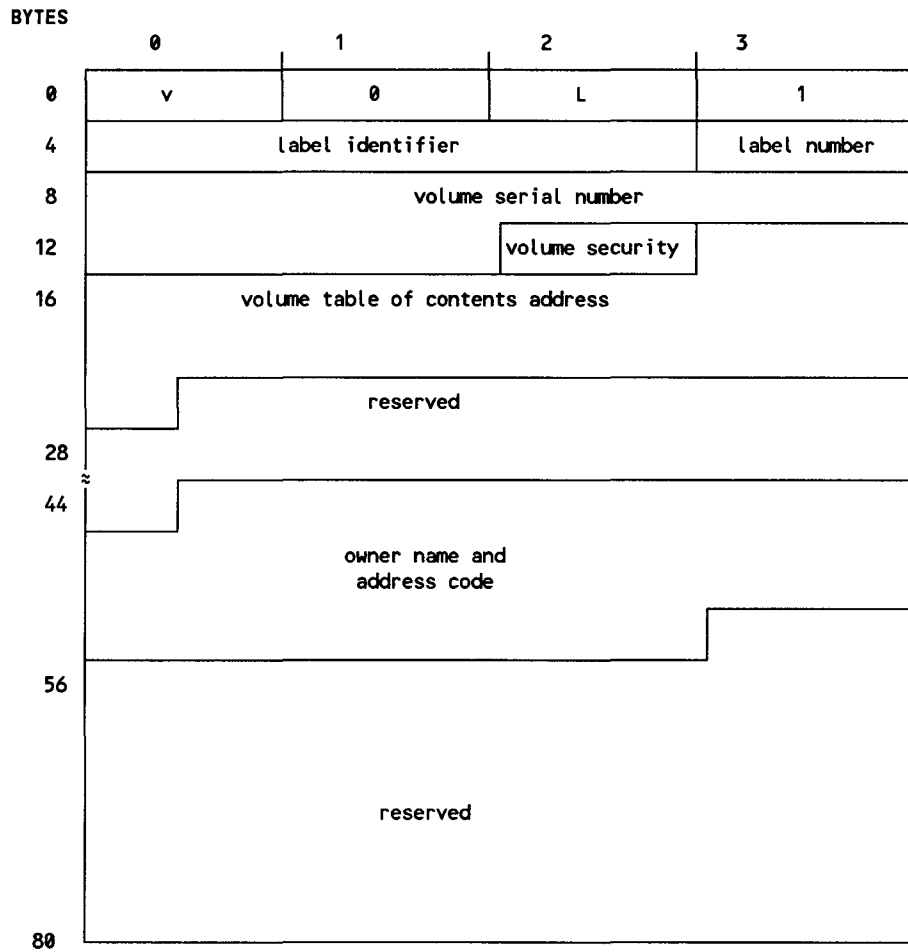 BYTES
0 1 2 3
0 v 0 L 1
4 label identifier label number
8 volume serial number
12 volume security
16 volume table of contents address
reserved
28
≈
44
owner name and
address code
56
reserved
80